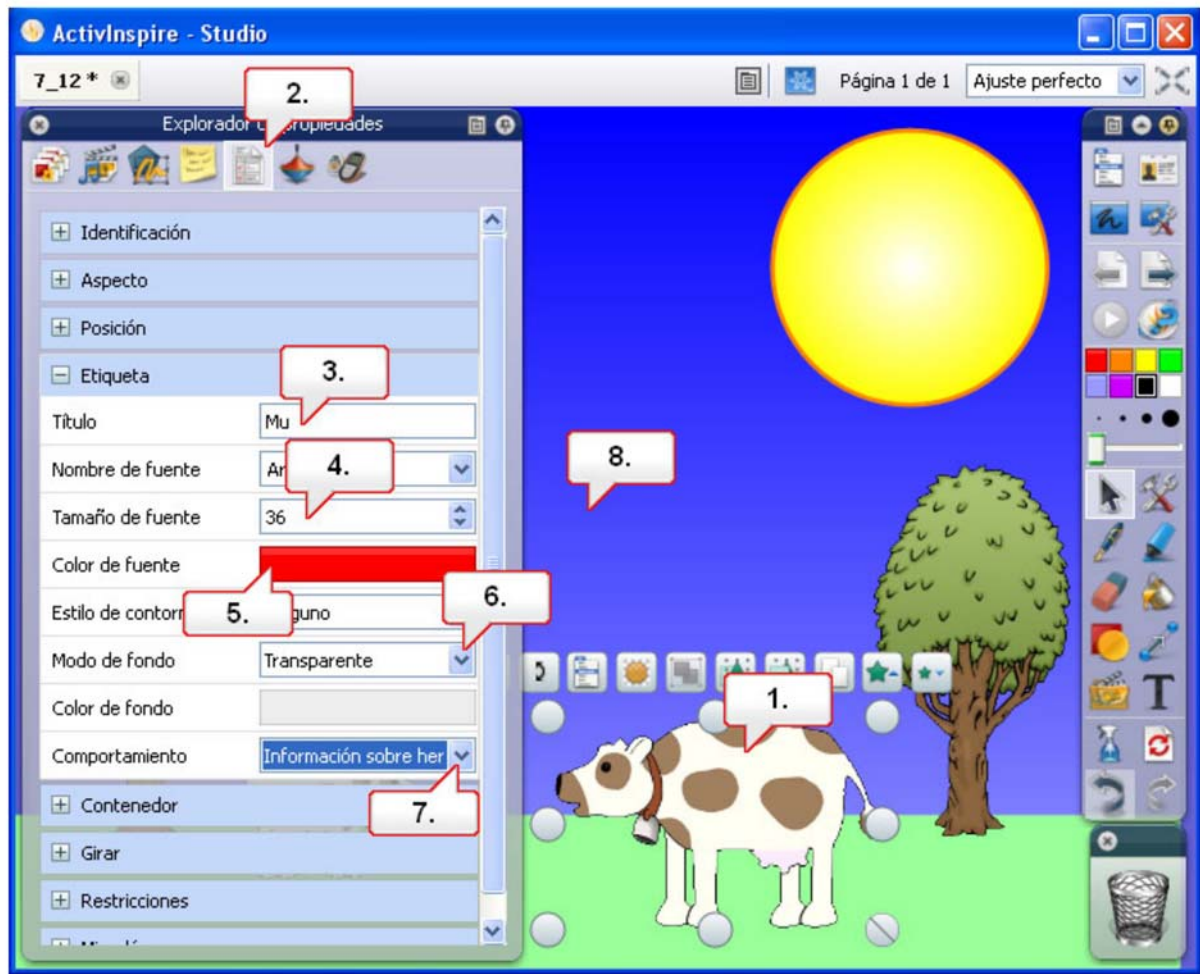 ActivInspire - Studio
7_12 *
Página 1 de 1 Ajuste perfecto
2.
Explorador propiedades
Identificación
Aspecto
Posición
Etiqueta
3.
Título Mu
Nombre de fuente
4.
8.
Tamaño de fuente 36
Color de fuente
5.
6.
Estilo de
Modo de fondo Transparente
1.
Color de fondo
Comportamiento Información sobre her
Contenedor
7.
Girar
Restricciones
T